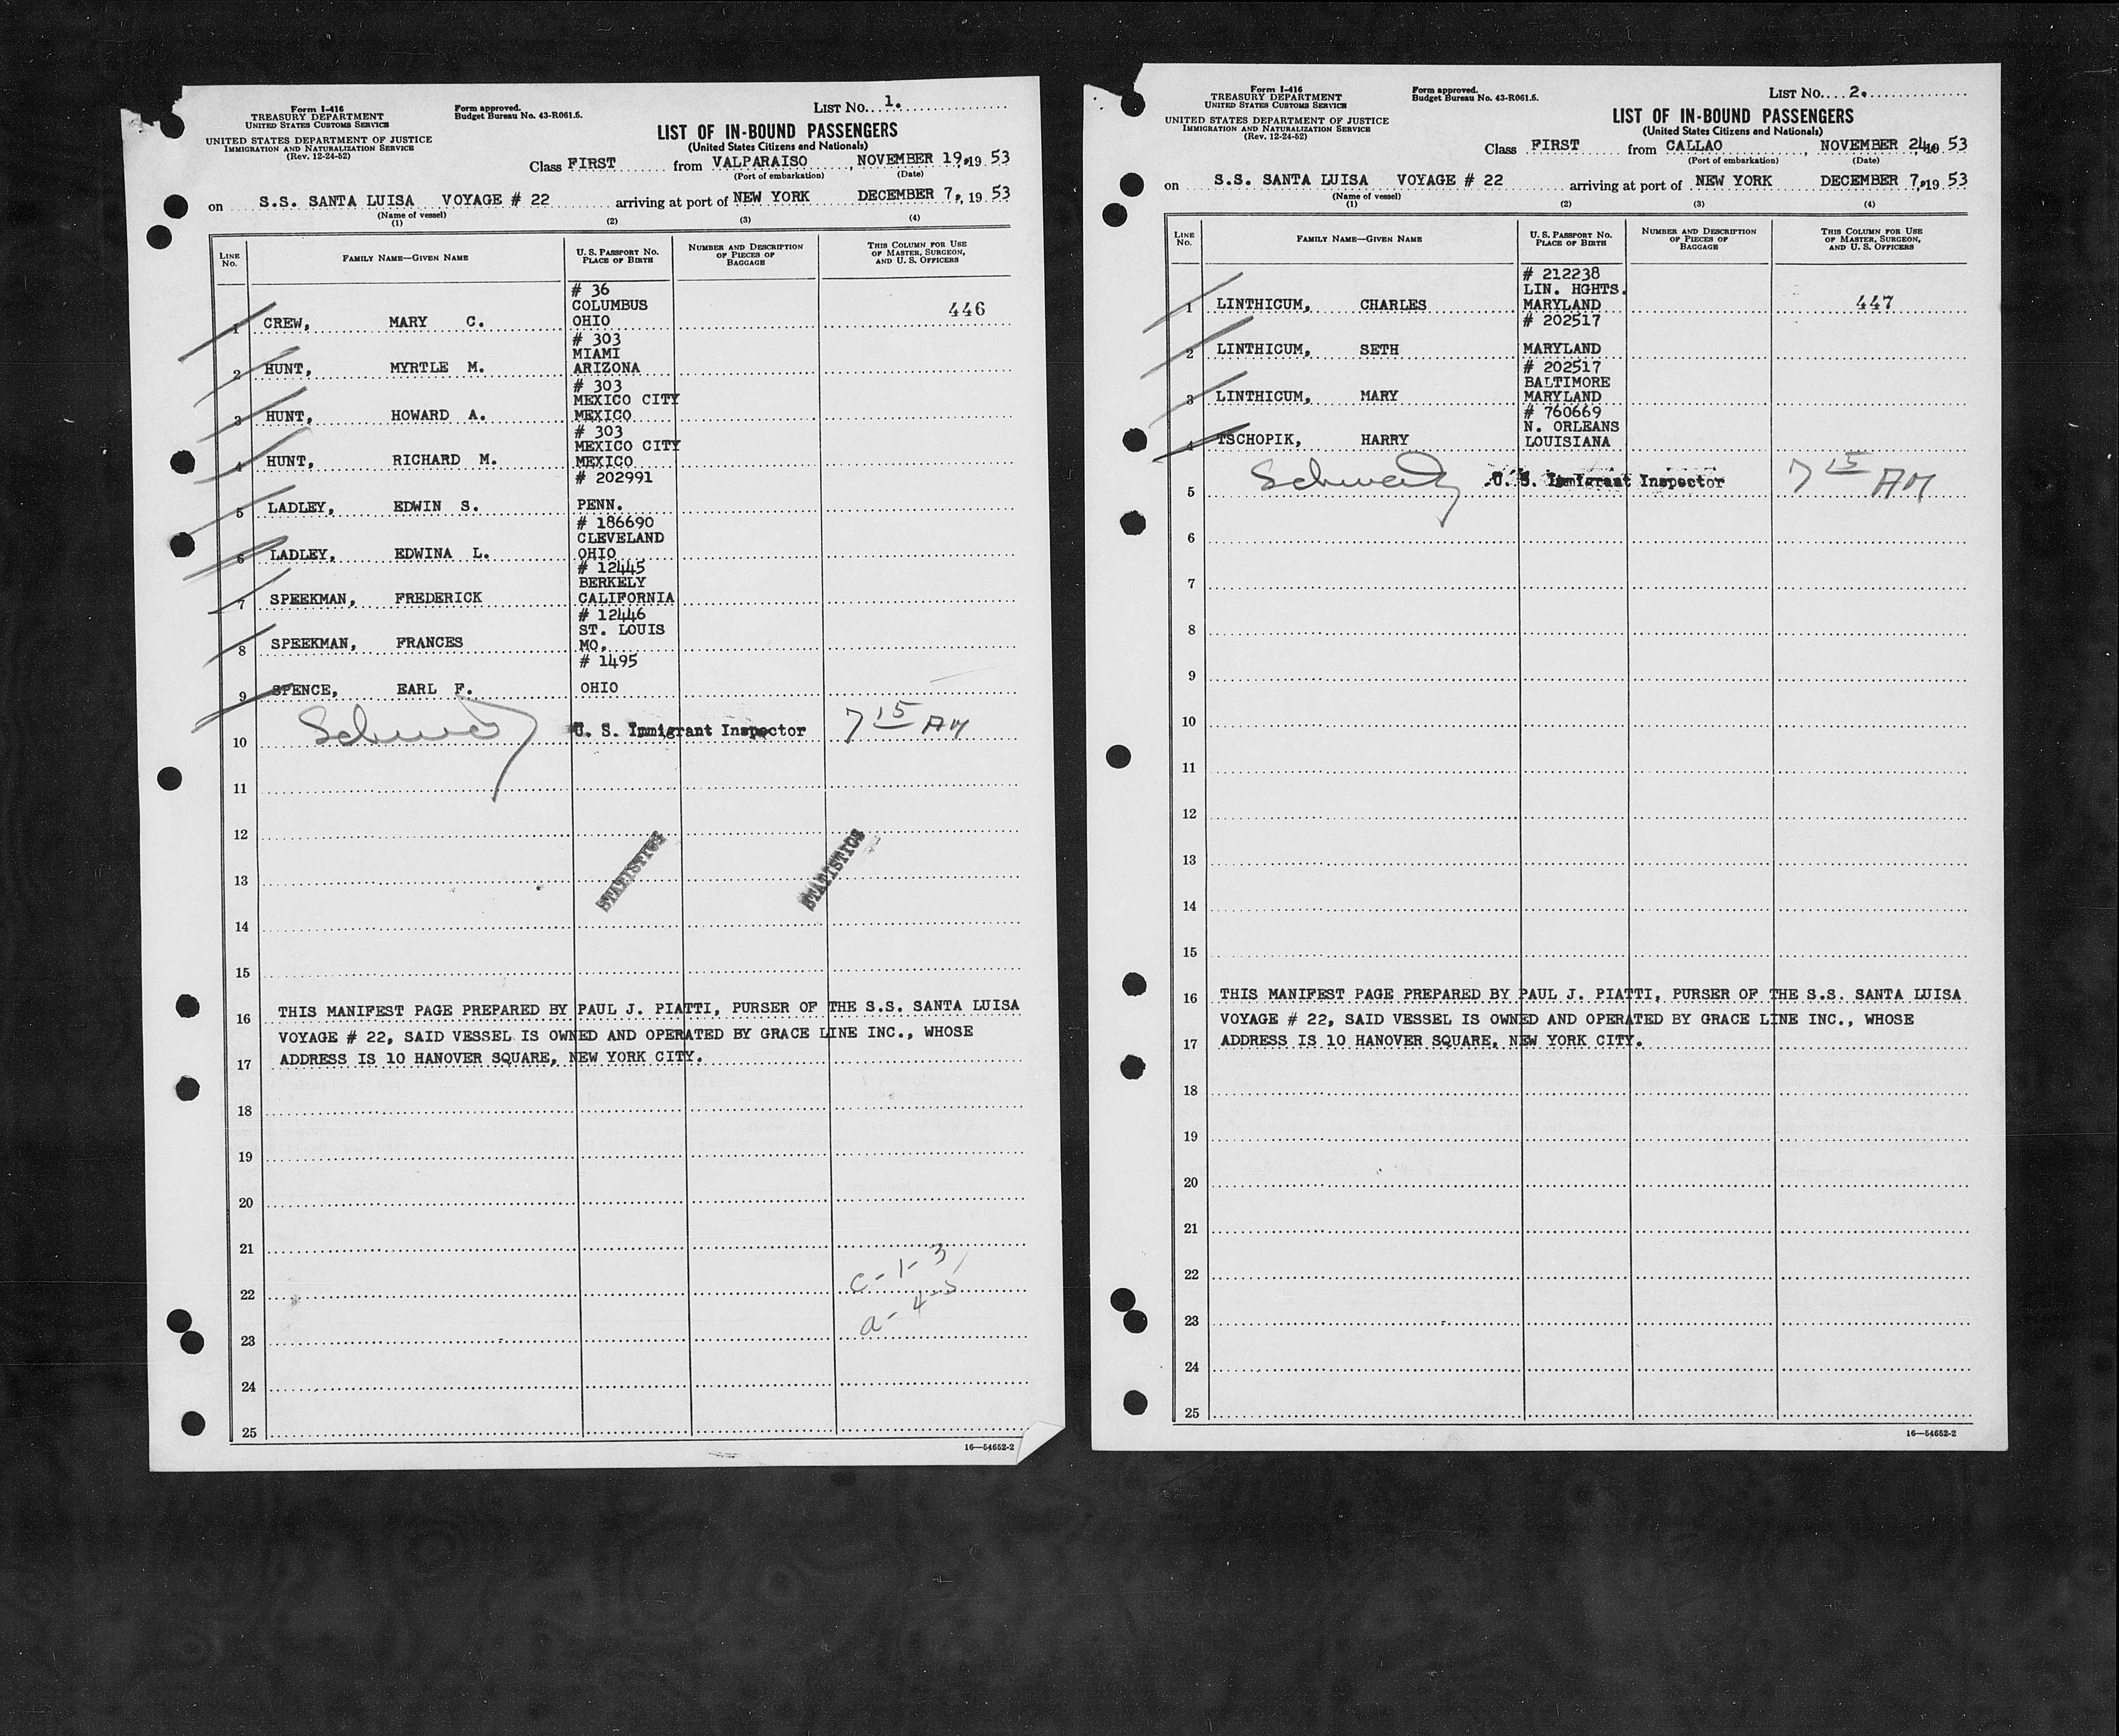 Form I-416
TREASURY DEPARTMENT
UNITED STATES CUSTOMS SERVICE
UNITED STATES DEPARTMENT OF JUSTICE
IMMIGRATION AND NATURALIZATION SERVICE
(Rev. 12-24-52)
Form approved.
Budget Bureau No. 43-R061.5.
LIST No. 1.
LIST OF IN-BOUND PASSENGERS
(United States Citizens and Nationals)
Class FIRST from VALPARAISO, NOVEMBER 19, 19 53
(Port of embarkation) (Date)
on S.S. SANTA LUISA VOYAGE # 22 arriving at port of NEW YORK DECEMBER 7, 19 53
(Name of vessel)
(1) (2) (3) (4)
LINE No. FAMILY NAME—GIVEN NAME U. S. PASSPORT No. PLACE OF BIRTH NUMBER AND DESCRIPTION OF PIECES OF BAGGAGE THIS COLUMN FOR USE OF MASTER, SURGEON, AND U. S. OFFICERS
# 36
COLUMBUS
1 CREW, MARY C. OHIO 446
# 303
MIAMI
2 HUNT, MYRTLE M. ARIZONA
# 303
MEXICO CITY
3 HUNT, HOWARD A. MEXICO
# 303
MEXICO CITY
4 HUNT, RICHARD M. MEXICO
# 202991
5 LADLEY, EDWIN S. PENN.
# 186690
CLEVELAND
6 LADLEY, EDWINA L. OHIO
# 12445
BERKELY
7 SPEEKMAN, FREDERICK CALIFORNIA
# 12446
ST. LOUIS
8 SPEEKMAN, FRANCES MO.
# 1495
9 SPENCE, EARL F. OHIO
10 U. S. Immigrant Inspector 7 15 AM
11
12
STATISTICS STATISTICS
13
14
15
16 THIS MANIFEST PAGE PREPARED BY PAUL J. PIATTI, PURSER OF THE S.S. SANTA LUISA
VOYAGE # 22, SAID VESSEL IS OWNED AND OPERATED BY GRACE LINE INC., WHOSE
17 ADDRESS IS 10 HANOVER SQUARE, NEW YORK CITY.
18
19
20
21
22 c-1-3
23 a-4-5
24
25
16—54652-2
Form I-416
TREASURY DEPARTMENT
UNITED STATES CUSTOMS SERVICE
UNITED STATES DEPARTMENT OF JUSTICE
IMMIGRATION AND NATURALIZATION SERVICE
(Rev. 12-24-52)
Form approved.
Budget Bureau No. 43-R061.5.
LIST No. 2.
LIST OF IN-BOUND PASSENGERS
(United States Citizens and Nationals)
Class FIRST from CALLAO, NOVEMBER 24, 19 53
(Port of embarkation) (Date)
on S.S. SANTA LUISA VOYAGE # 22 arriving at port of NEW YORK DECEMBER 7, 19 53
(Name of vessel)
(1) (2) (3) (4)
LINE No. FAMILY NAME—GIVEN NAME U. S. PASSPORT No. PLACE OF BIRTH NUMBER AND DESCRIPTION OF PIECES OF BAGGAGE THIS COLUMN FOR USE OF MASTER, SURGEON, AND U. S. OFFICERS
# 212238
LIN. HGHTS.
1 LINTHICUM, CHARLES MARYLAND 447
# 202517
2 LINTHICUM, SETH MARYLAND
# 202517
BALTIMORE
3 LINTHICUM, MARY MARYLAND
# 760669
N. ORLEANS
4 TSCHOPIK, HARRY LOUISIANA
5 U. S. Immigrant Inspector 7 15 AM
6
7
8
9
10
11
12
13
14
15
16 THIS MANIFEST PAGE PREPARED BY PAUL J. PIATTI, PURSER OF THE S.S. SANTA LUISA
VOYAGE # 22, SAID VESSEL IS OWNED AND OPERATED BY GRACE LINE INC., WHOSE
17 ADDRESS IS 10 HANOVER SQUARE, NEW YORK CITY.
18
19
20
21
22
23
24
25
16—54652-2